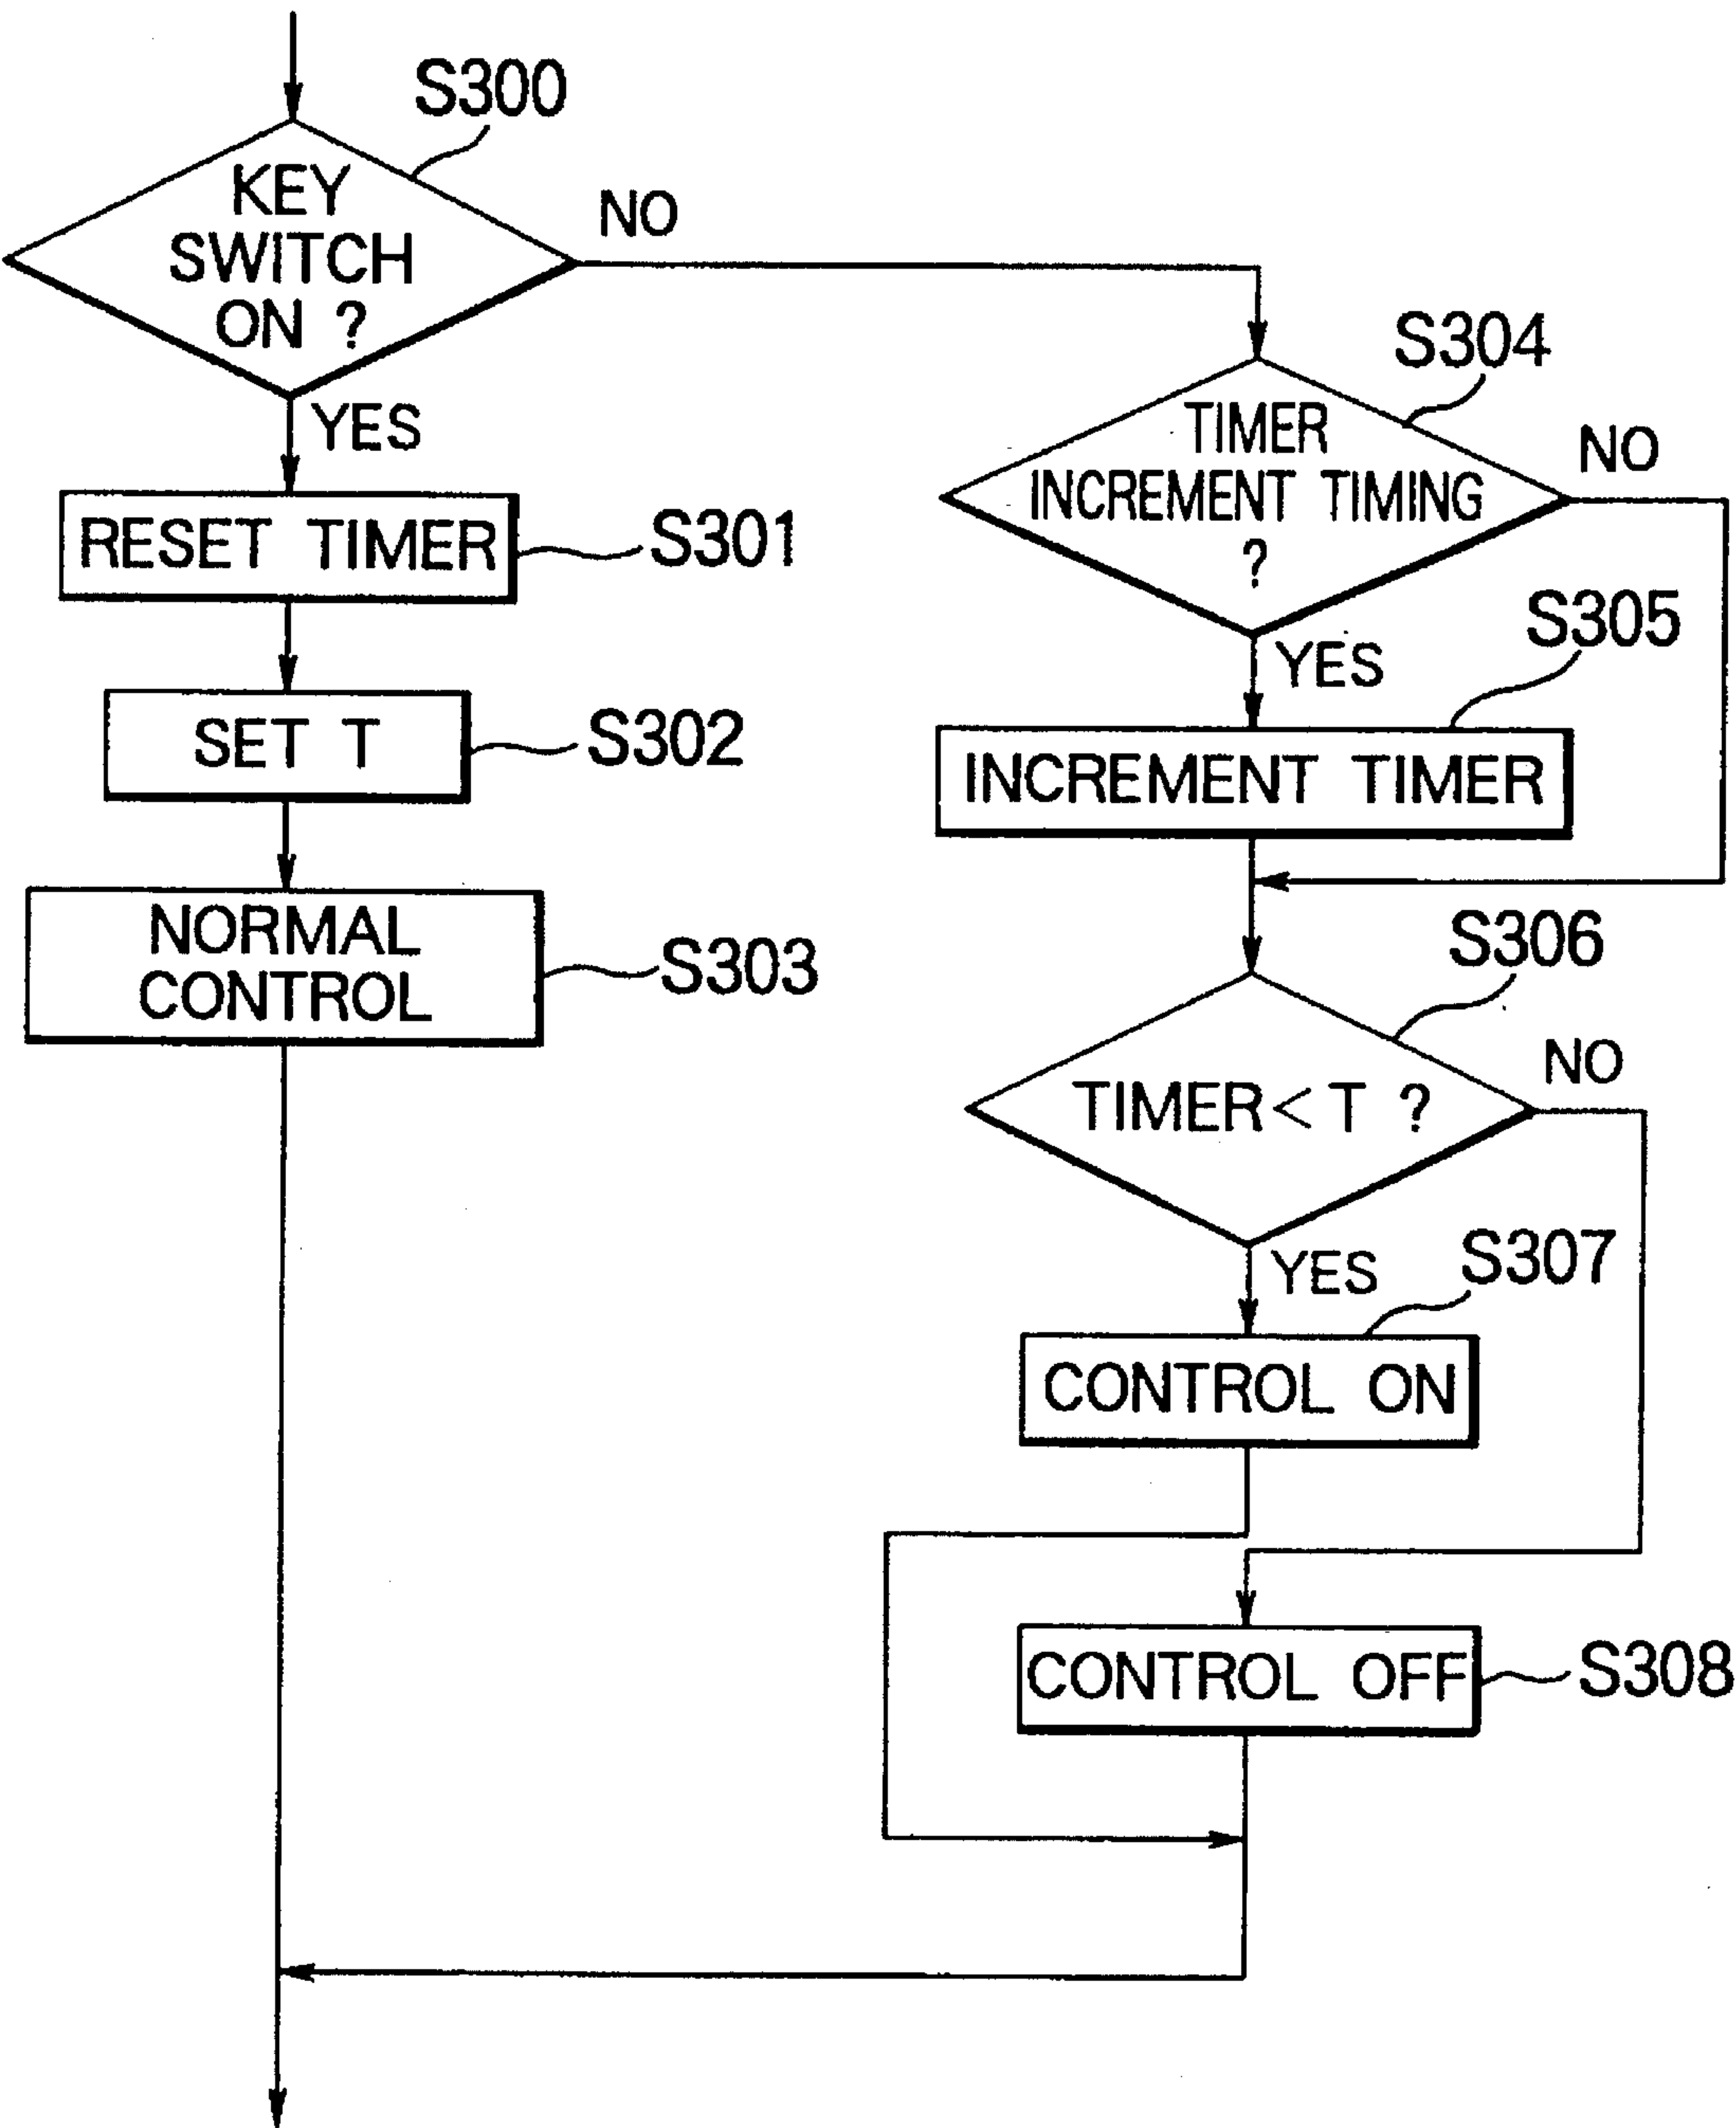 S300
KEY
SWITCH
ON ?
NO
YES
RESET TIMER
S301
SET T
S302
NORMAL
CONTROL
S303
S304
TIMER
INCREMENT TIMING
?
NO
YES
S305
INCREMENT TIMER
S306
TIMER < T ?
NO
YES
S307
CONTROL ON
CONTROL OFF
S308